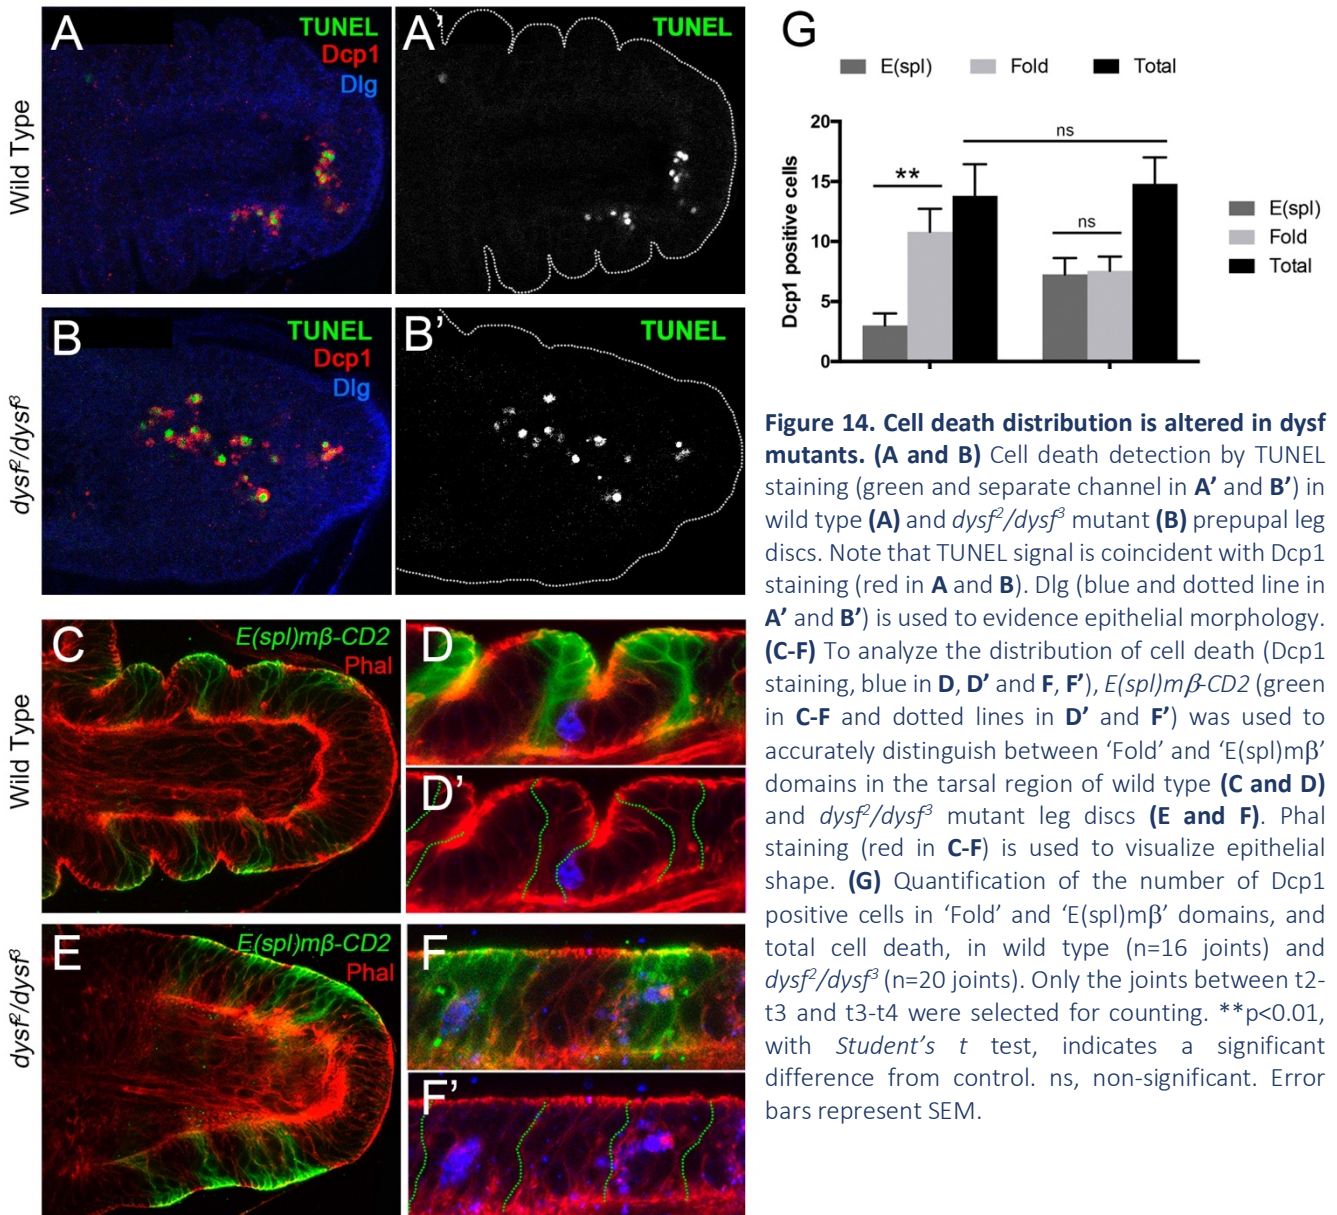 A
TUNEL
Dcp1
Dlg
A’
TUNEL
Wild Type
B
TUNEL
Dcp1
Dlg
B’
TUNEL
dysf²/dysf³
C
E(spl)mβ-CD2
Phal
D
D’
Wild Type
E
E(spl)mβ-CD2
Phal
F
F’
dysf²/dysf³
G
E(spl) Fold Total
Dcp1 positive cells
20
15
10
5
0
**
ns
ns
E(spl)
Fold
Total
Figure 14. Cell death distribution is altered in dysf
mutants. (A and B) Cell death detection by TUNEL
staining (green and separate channel in A’ and B’) in
wild type (A) and dysf²/dysf³ mutant (B) prepupal leg
discs. Note that TUNEL signal is coincident with Dcp1
staining (red in A and B). Dlg (blue and dotted line in
A’ and B’) is used to evidence epithelial morphology.
(C-F) To analyze the distribution of cell death (Dcp1
staining, blue in D, D’ and F, F’), E(spl)mβ-CD2 (green
in C-F and dotted lines in D’ and F’) was used to
accurately distinguish between ‘Fold’ and ‘E(spl)mβ’
domains in the tarsal region of wild type (C and D)
and dysf²/dysf³ mutant leg discs (E and F). Phal
staining (red in C-F) is used to visualize epithelial
shape. (G) Quantification of the number of Dcp1
positive cells in ‘Fold’ and ‘E(spl)mβ’ domains, and
total cell death, in wild type (n=16 joints) and
dysf²/dysf³ (n=20 joints). Only the joints between t2-
t3 and t3-t4 were selected for counting. **p<0.01,
with Student’s t test, indicates a significant
difference from control. ns, non-significant. Error
bars represent SEM.